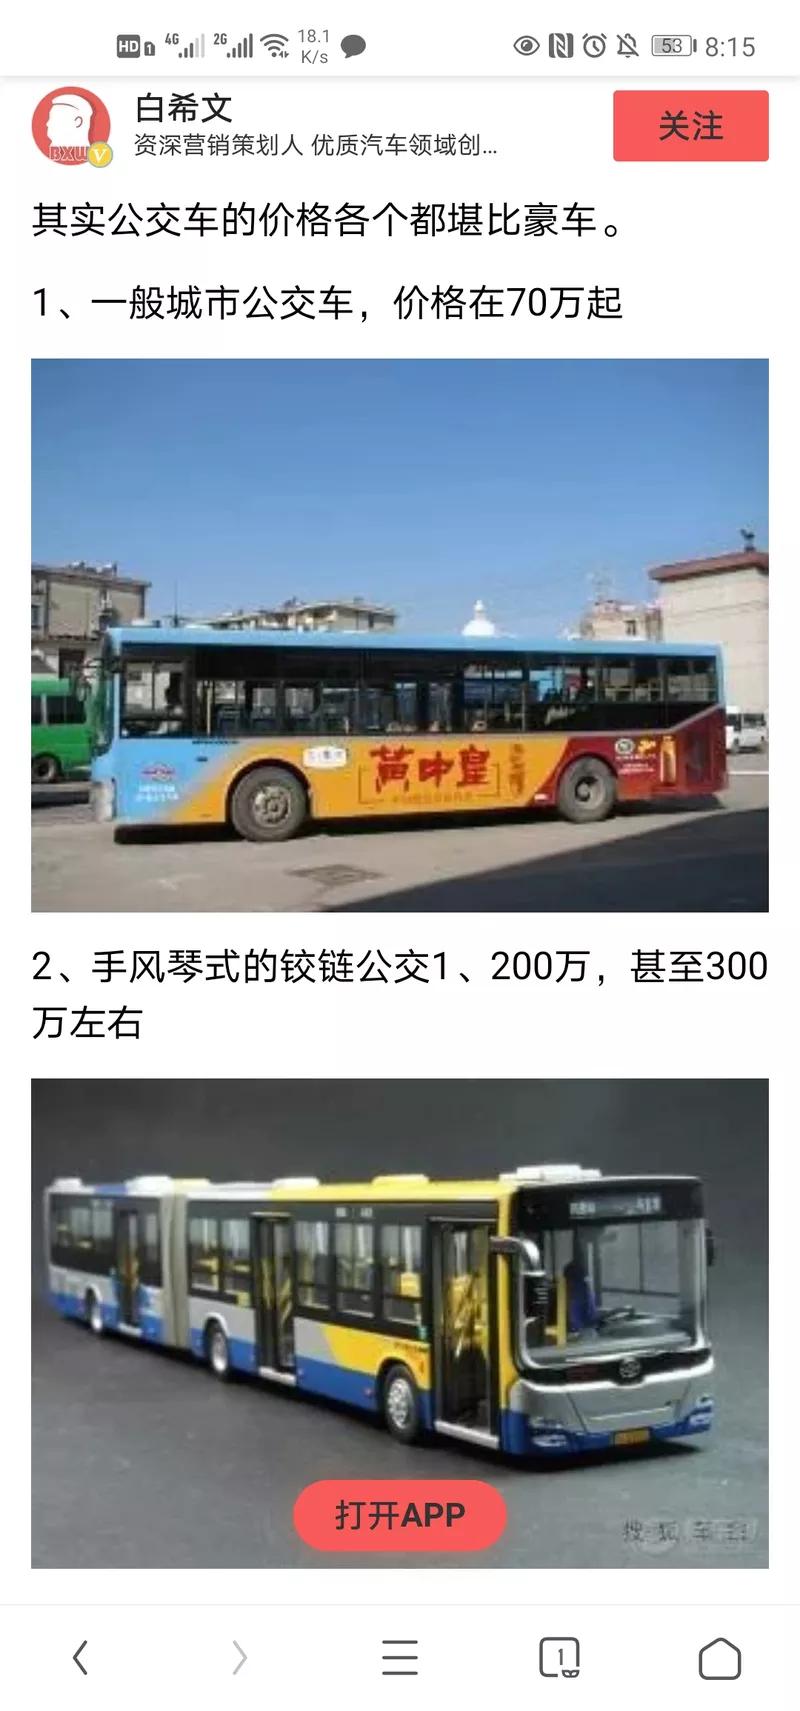 HD 1 4G 2G 18.1 K/s 53 8:15
白希文
资深营销策划人 优质汽车领域创...
关注
BXW V
其实公交车的价格各个都堪比豪车。
1、一般城市公交车，价格在70万起
黄中皇
2、手风琴式的铰链公交1、200万，甚至300
万左右
打开APP
搜狐
1